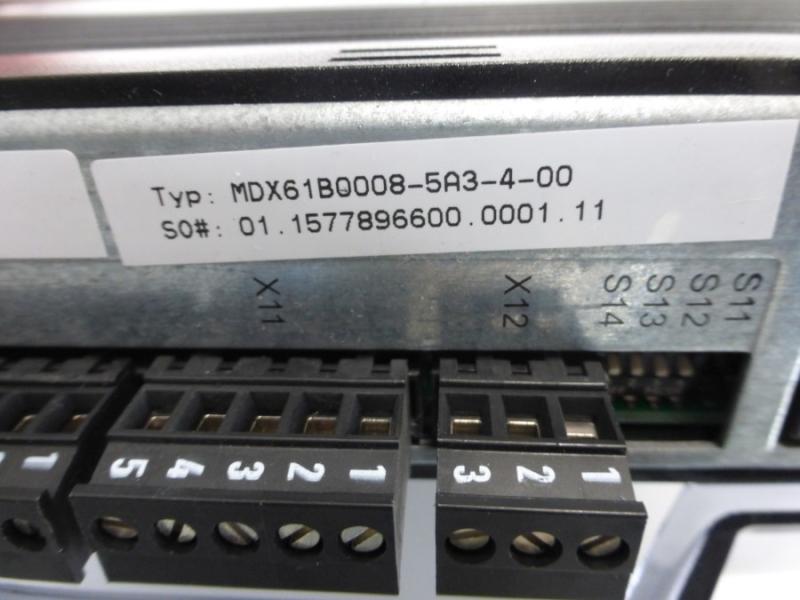 Typ: MDX61B0008-5A3-4-00
SO#: 01.1577896600.0001.11
X11
X12
S14
S13
S12
S11
1
5 4 3 2 1
3 2 1